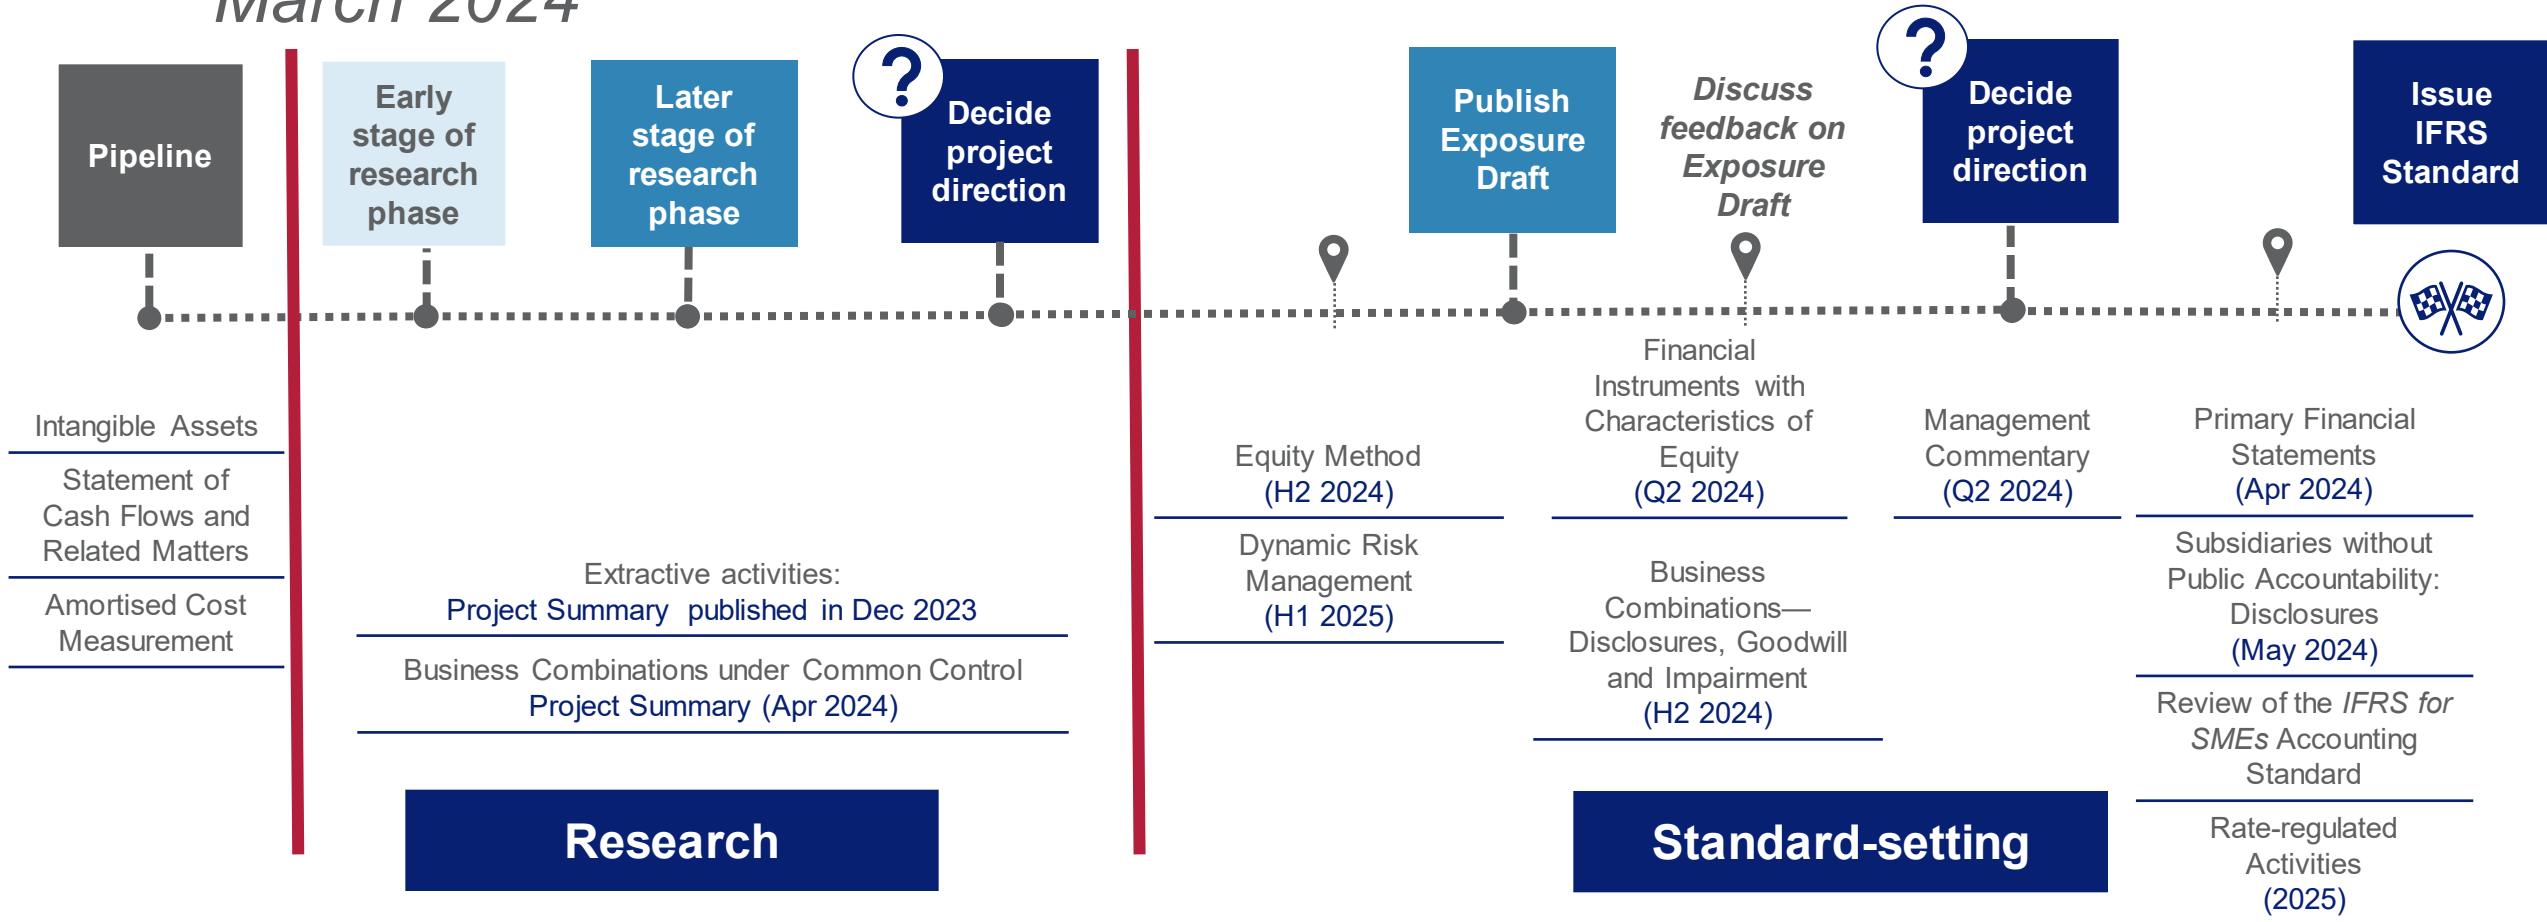 March 2024
Pipeline
Early
stage of
research
phase
Later
stage of
research
phase
?
Decide
project
direction
Publish
Exposure
Draft
Discuss
feedback on
Exposure
Draft
?
Decide
project
direction
Issue
IFRS
Standard
Intangible Assets
Statement of
Cash Flows and
Related Matters
Amortised Cost
Measurement
Extractive activities:
Project Summary published in Dec 2023
Business Combinations under Common Control
Project Summary (Apr 2024)
Research
Equity Method
(H2 2024)
Dynamic Risk
Management
(H1 2025)
Financial
Instruments with
Characteristics of
Equity
(Q2 2024)
Business
Combinations—
Disclosures, Goodwill
and Impairment
(H2 2024)
Management
Commentary
(Q2 2024)
Primary Financial
Statements
(Apr 2024)
Subsidiaries without
Public Accountability:
Disclosures
(May 2024)
Review of the IFRS for
SMEs Accounting
Standard
Rate-regulated
Activities
(2025)
Standard-setting